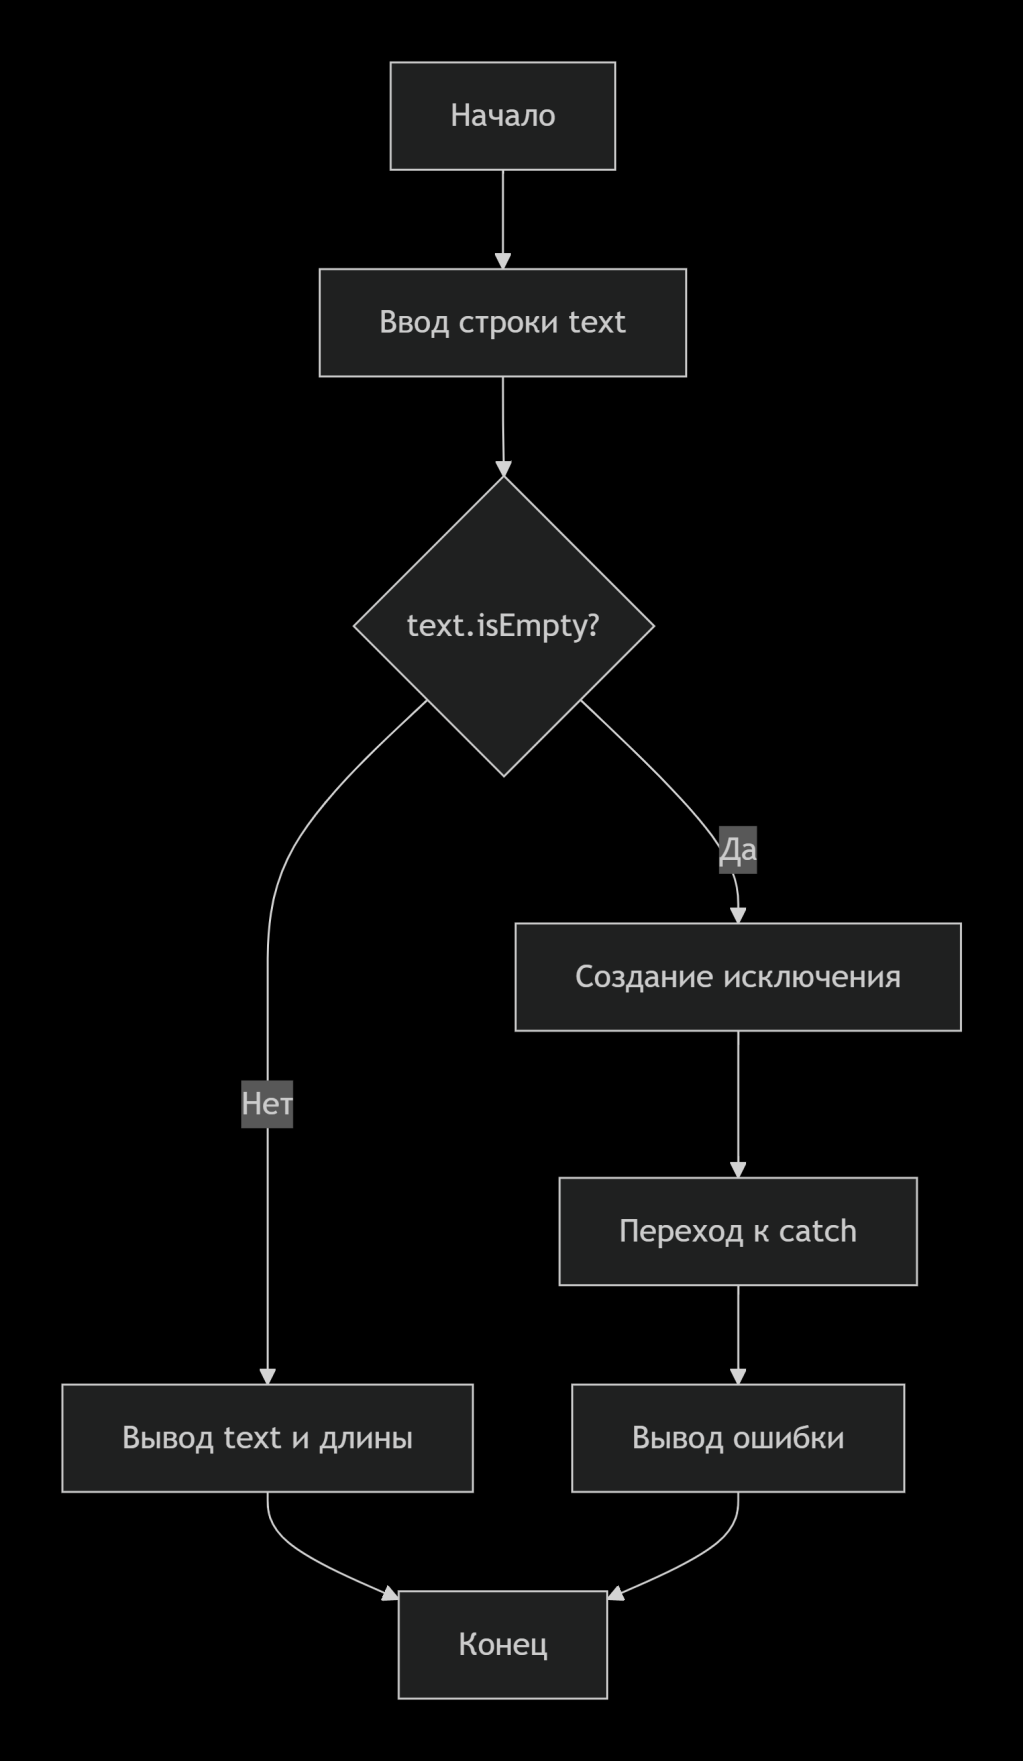 Начало
Ввод строки text
text.isEmpty?
Да
Создание исключения
Нет
Переход к catch
Вывод text и длины
Вывод ошибки
Конец